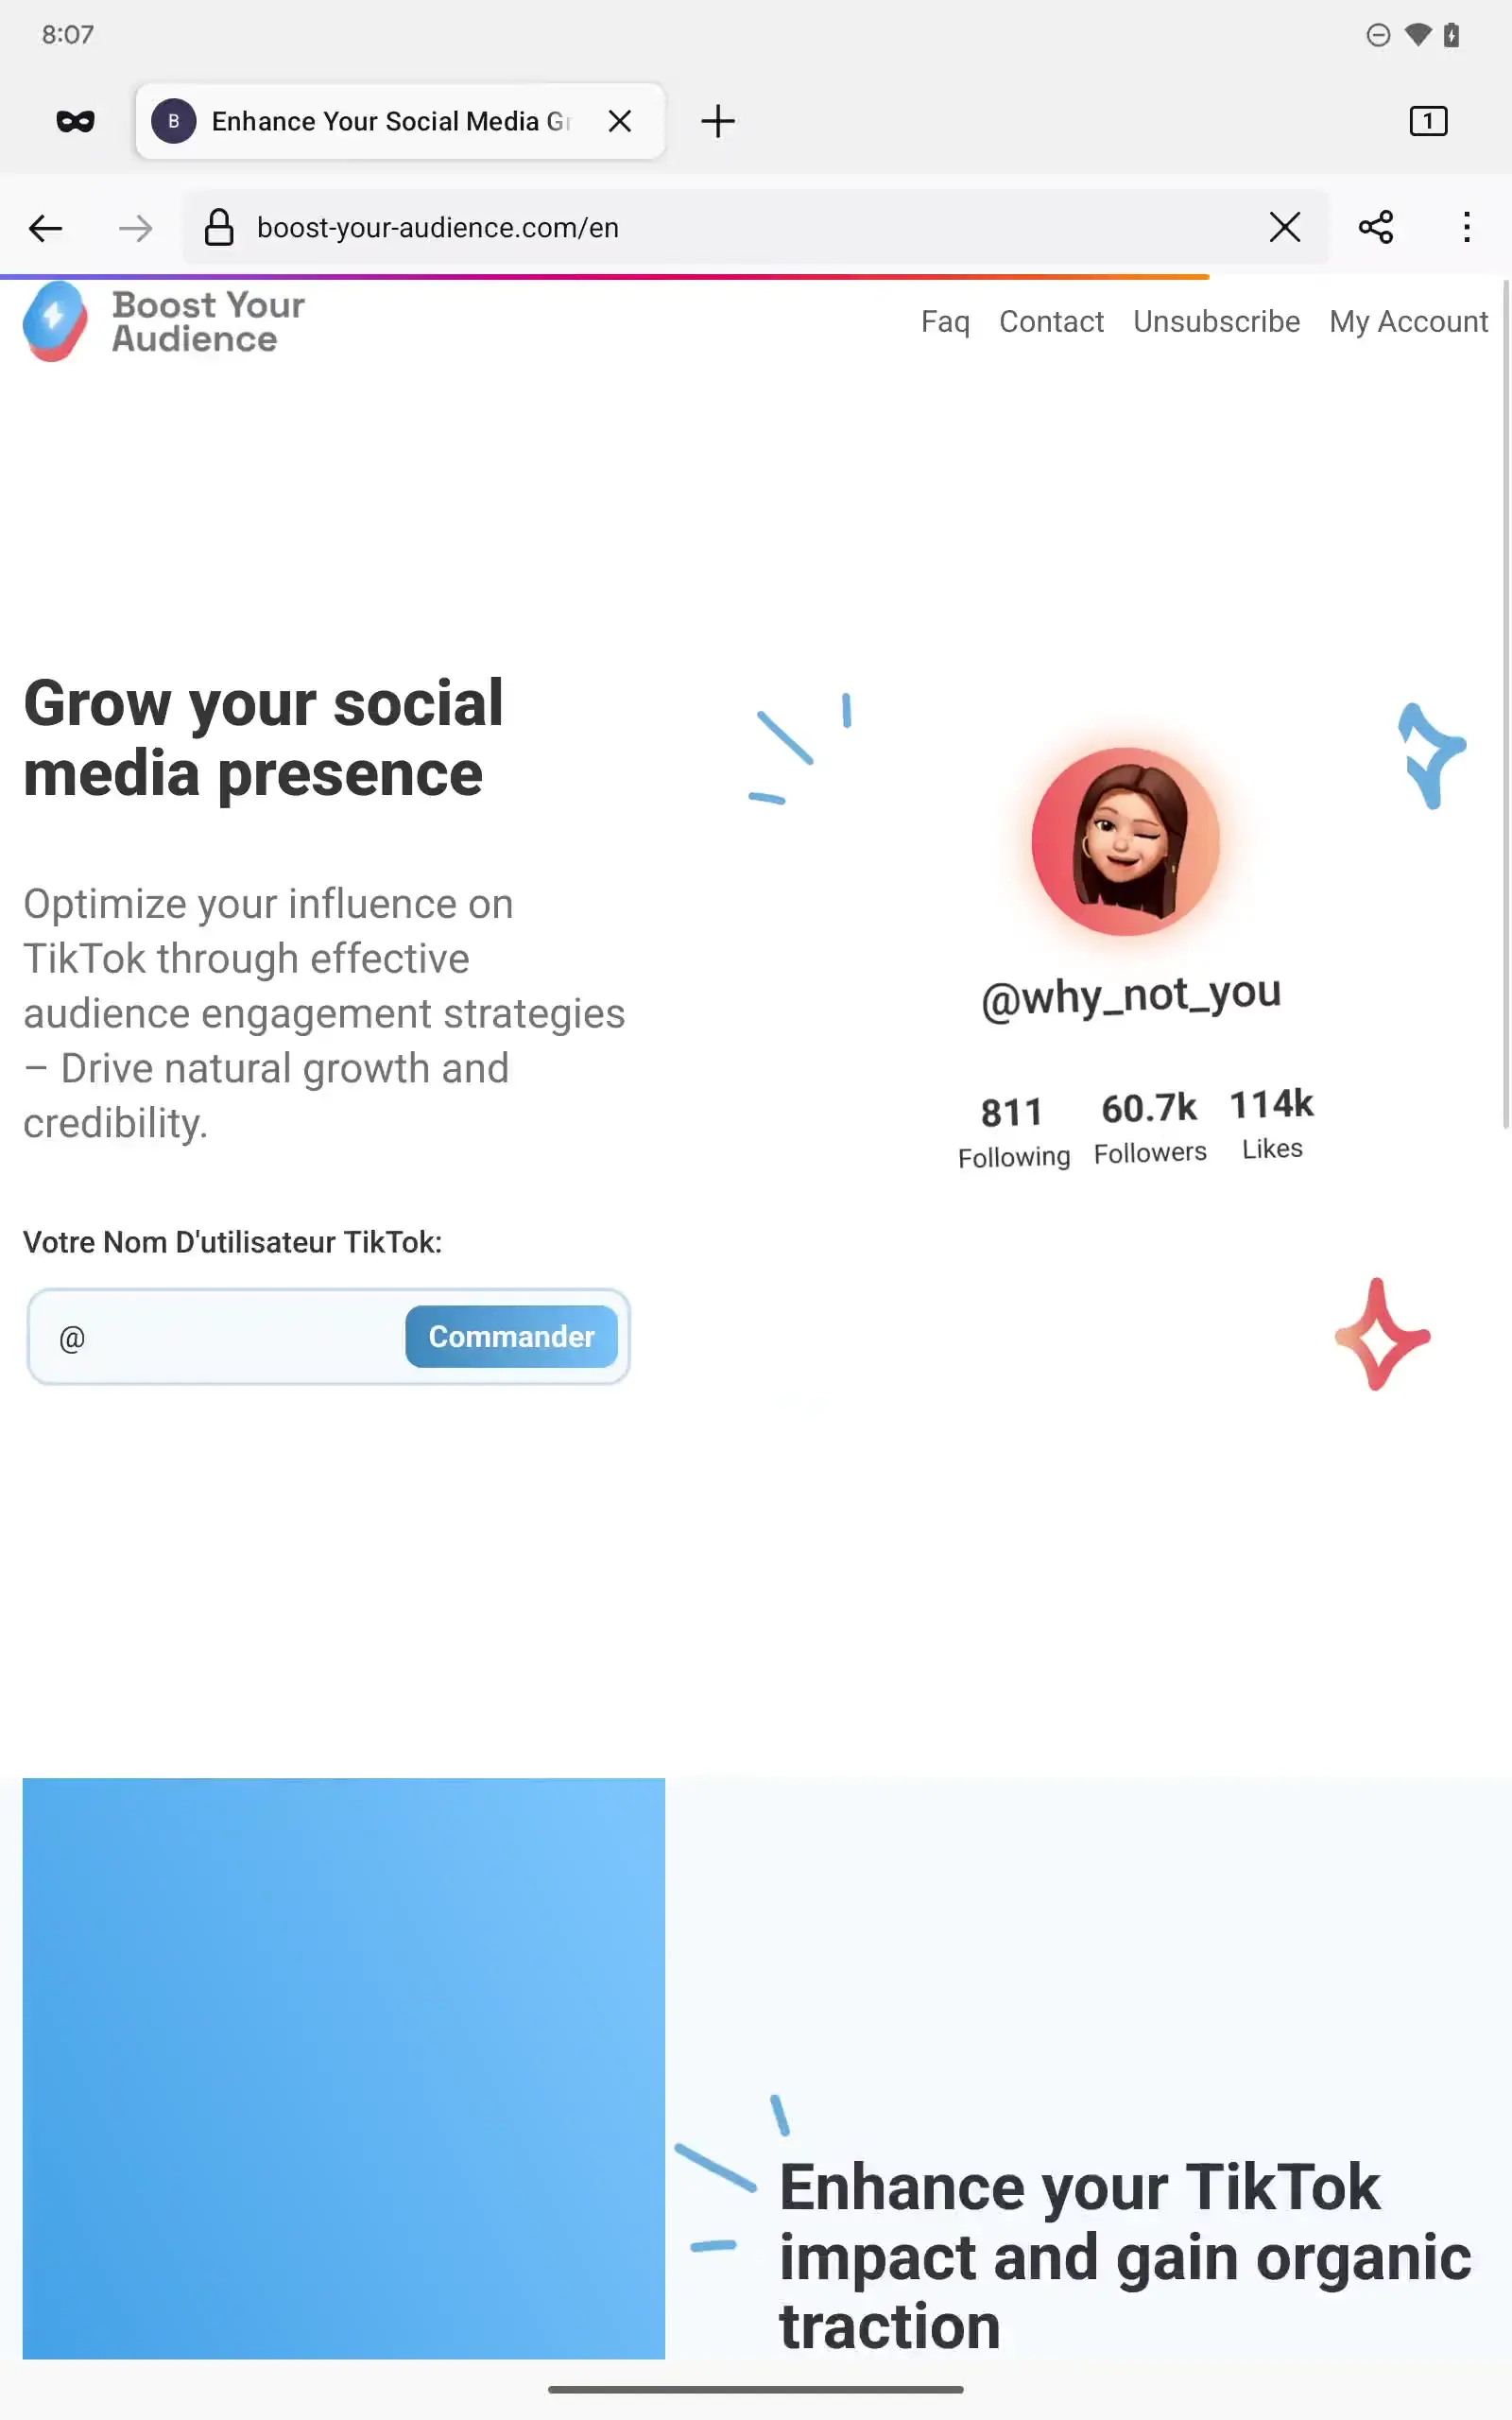 8:07
B
Enhance Your Social Media Gr
1
boost-your-audience.com/en
Boost Your
Audience
Faq
Contact
Unsubscribe
My Account
Grow your social
media presence
Optimize your influence on
TikTok through effective
audience engagement strategies
– Drive natural growth and
credibility.
Votre Nom D'utilisateur TikTok:
@
Commander
@why_not_you
811
60.7k
114k
Following
Followers
Likes
Enhance your TikTok
impact and gain organic
traction